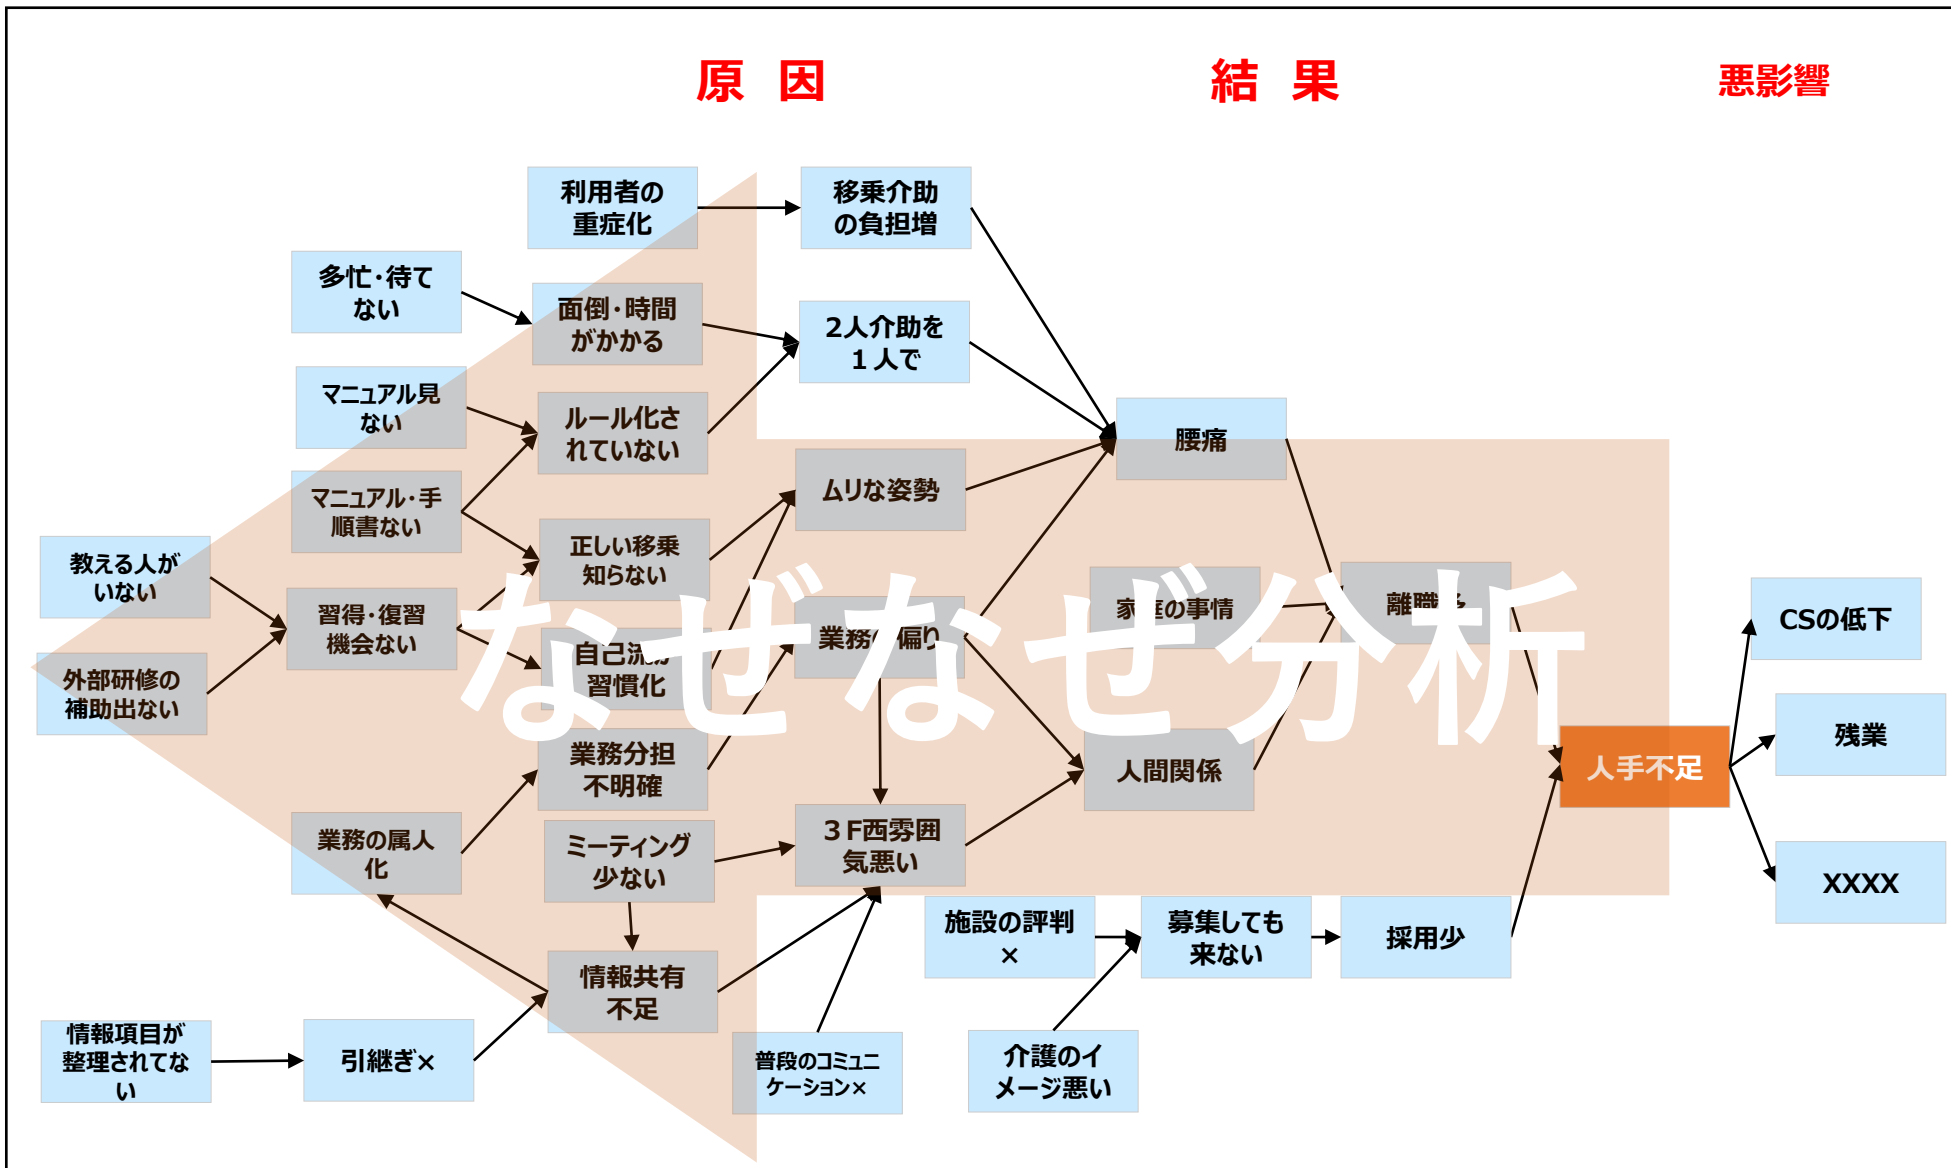 原 因
結 果
悪影響
利用者の
重症化
移乗介助
の負担増
多忙・待て
ない
面倒・時間
がかかる
2人介助を
１人で
マニュアル見
ない
ルール化さ
れていない
腰痛
マニュアル・手
順書ない
ムリな姿勢
教える人が
いない
正しい移乗
知らない
習得・復習
機会ない
業務の偏り
家庭の事情
離職多
CSの低下
外部研修の
補助出ない
自己流が
習慣化
なぜなぜ分析
残業
業務分担
不明確
人間関係
人手不足
業務の属人
化
ミーティング
少ない
３F西雰囲
気悪い
XXXX
施設の評判
×
募集しても
来ない
採用少
情報共有
不足
情報項目が
整理されてな
い
引継ぎ×
普段のコミュニ
ケーション×
介護のイ
メージ悪い